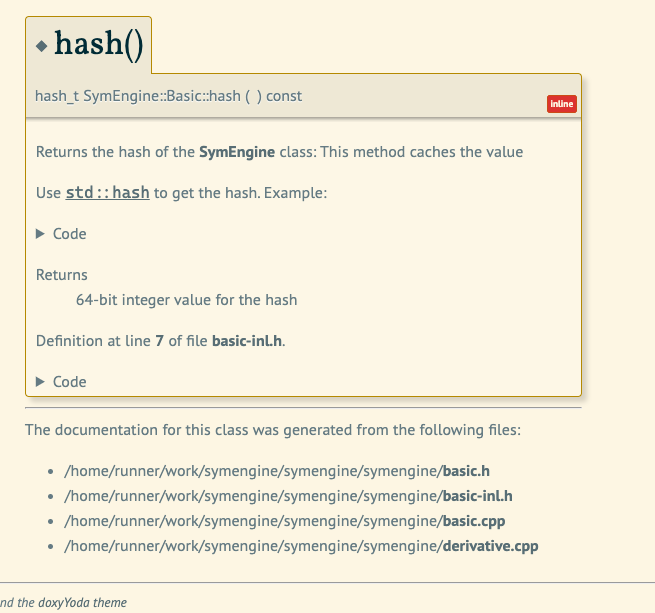 ◆ hash()
hash_t SymEngine::Basic::hash ( ) const
inline
Returns the hash of the SymEngine class: This method caches the value
Use std::hash to get the hash. Example:
▶ Code
Returns
64-bit integer value for the hash
Definition at line 7 of file basic-inl.h.
▶ Code
The documentation for this class was generated from the following files:
• /home/runner/work/symengine/symengine/symengine/basic.h
• /home/runner/work/symengine/symengine/symengine/basic-inl.h
• /home/runner/work/symengine/symengine/symengine/basic.cpp
• /home/runner/work/symengine/symengine/symengine/derivative.cpp
nd the doxyYoda theme